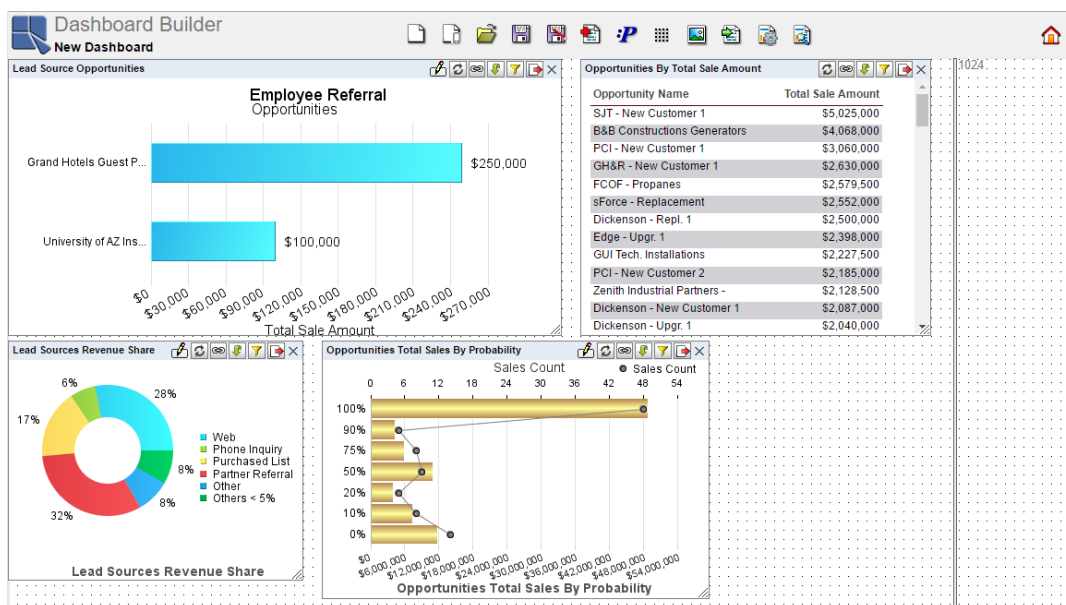 Dashboard Builder
New Dashboard
:P
1024
Lead Source Opportunities
Employee Referral
Opportunities
Grand Hotels Guest P...
$250,000
University of AZ Ins...
$100,000
$0 $30,000 $60,000 $90,000 $120,000 $150,000 $180,000 $210,000 $240,000 $270,000
Total Sale Amount
Opportunities By Total Sale Amount
Opportunity Name Total Sale Amount
SJT - New Customer 1 $5,025,000
B&B Constructions Generators $4,068,000
PCI - New Customer 1 $3,060,000
GH&R - New Customer 1 $2,630,000
FCOF - Propanes $2,579,500
sForce - Replacement $2,552,000
Dickenson - Repl. 1 $2,500,000
Edge - Upgr. 1 $2,398,000
GUI Tech. Installations $2,227,500
PCI - New Customer 2 $2,185,000
Zenith Industrial Partners - $2,128,500
Dickenson - New Customer 1 $2,087,000
Dickenson - Upgr. 1 $2,040,000
Lead Sources Revenue Share
6%
28%
17%
8%
8%
32%
Web
Phone Inquiry
Purchased List
Partner Referral
Other
Others < 5%
Lead Sources Revenue Share
Opportunities Total Sales By Probability
Sales Count
Sales Count
0 6 12 18 24 30 36 42 48 54
100%
90%
75%
50%
20%
10%
0%
$0 $6,000,000 $12,000,000 $18,000,000 $24,000,000 $30,000,000 $36,000,000 $42,000,000 $48,000,000 $54,000,000
Opportunities Total Sales By Probability